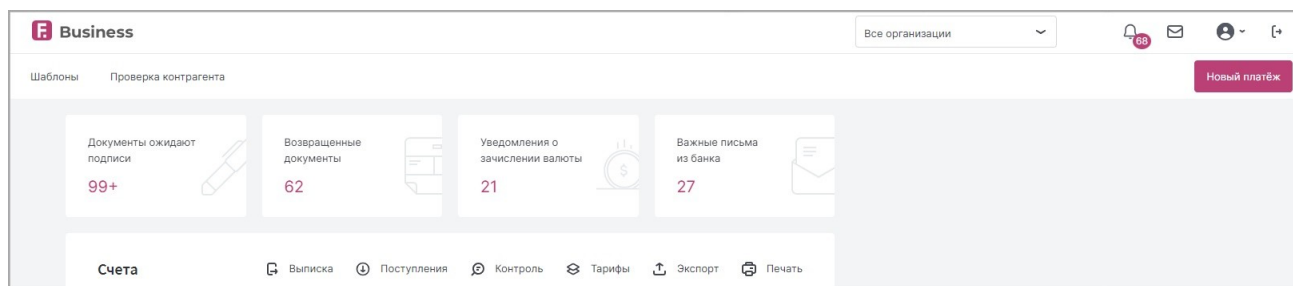 F. Business
Все организации
68
Шаблоны Проверка контрагента
Новый платёж
Документы ожидают
подписи
99+
Возвращенные
документы
62
Уведомления о
зачислении валюты
21
Важные письма
из банка
27
Счета
Выписка Поступления Контроль Тарифы Экспорт Печать